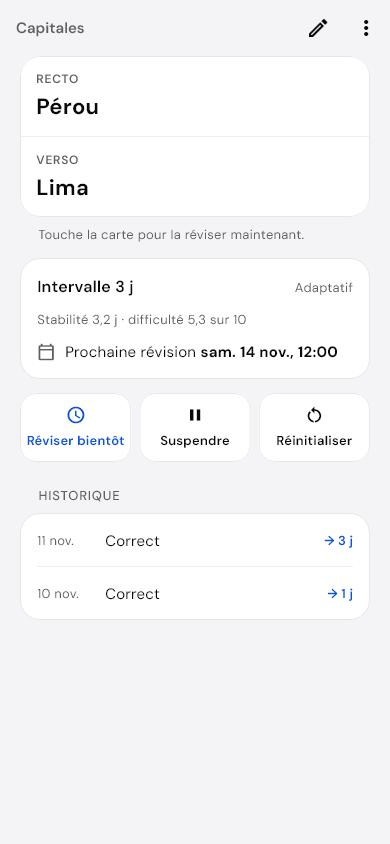 Capitales
RECTO
Pérou
VERSO
Lima
Touche la carte pour la réviser maintenant.
Intervalle 3 j
Adaptatif
Stabilité 3,2 j · difficulté 5,3 sur 10
Prochaine révision sam. 14 nov., 12:00
Réviser bientôt
Suspendre
Réinitialiser
HISTORIQUE
11 nov. Correct → 3 j
10 nov. Correct → 1 j